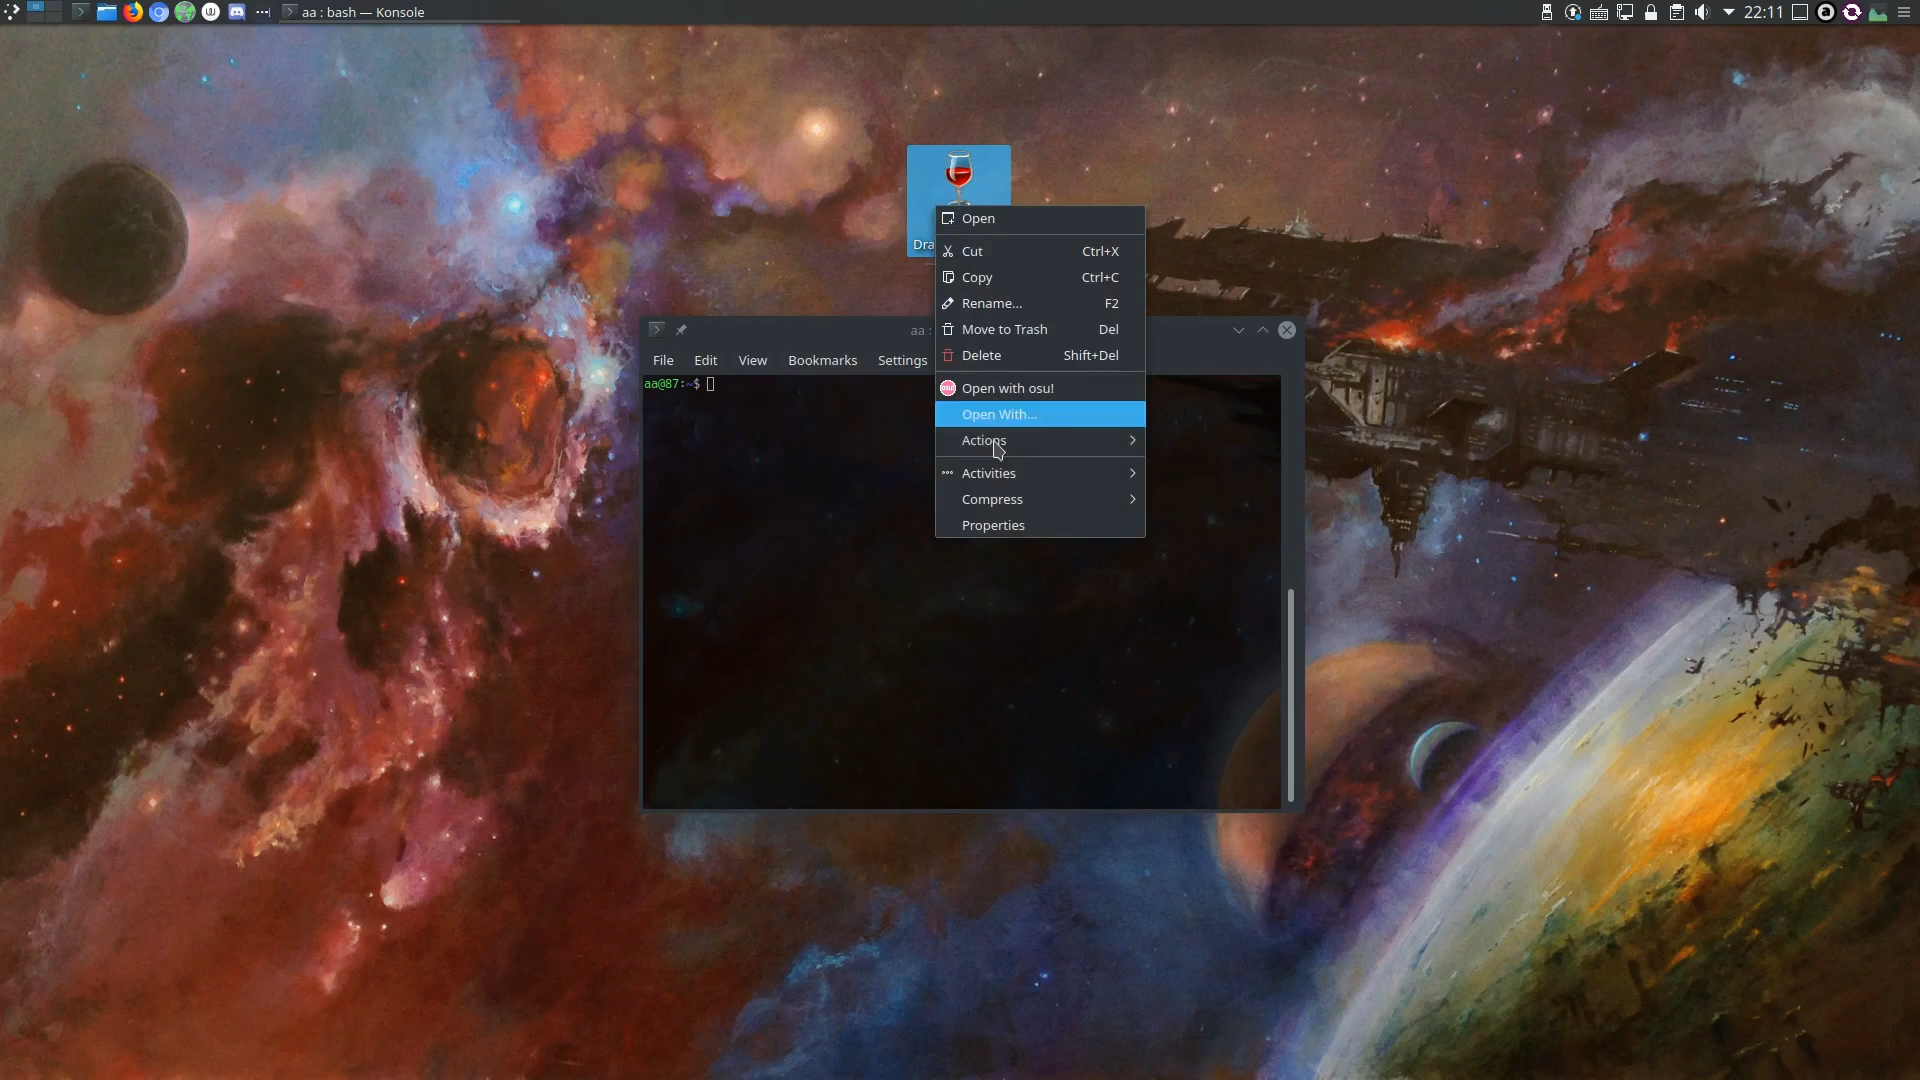 aa : bash — Konsole
22:11
Dra
Open
Cut Ctrl+X
Copy Ctrl+C
Rename... F2
Move to Trash Del
Delete Shift+Del
Open with osu!
Open With...
Actions
Activities
Compress
Properties
aa :
File Edit View Bookmarks Settings
aa@87:~$